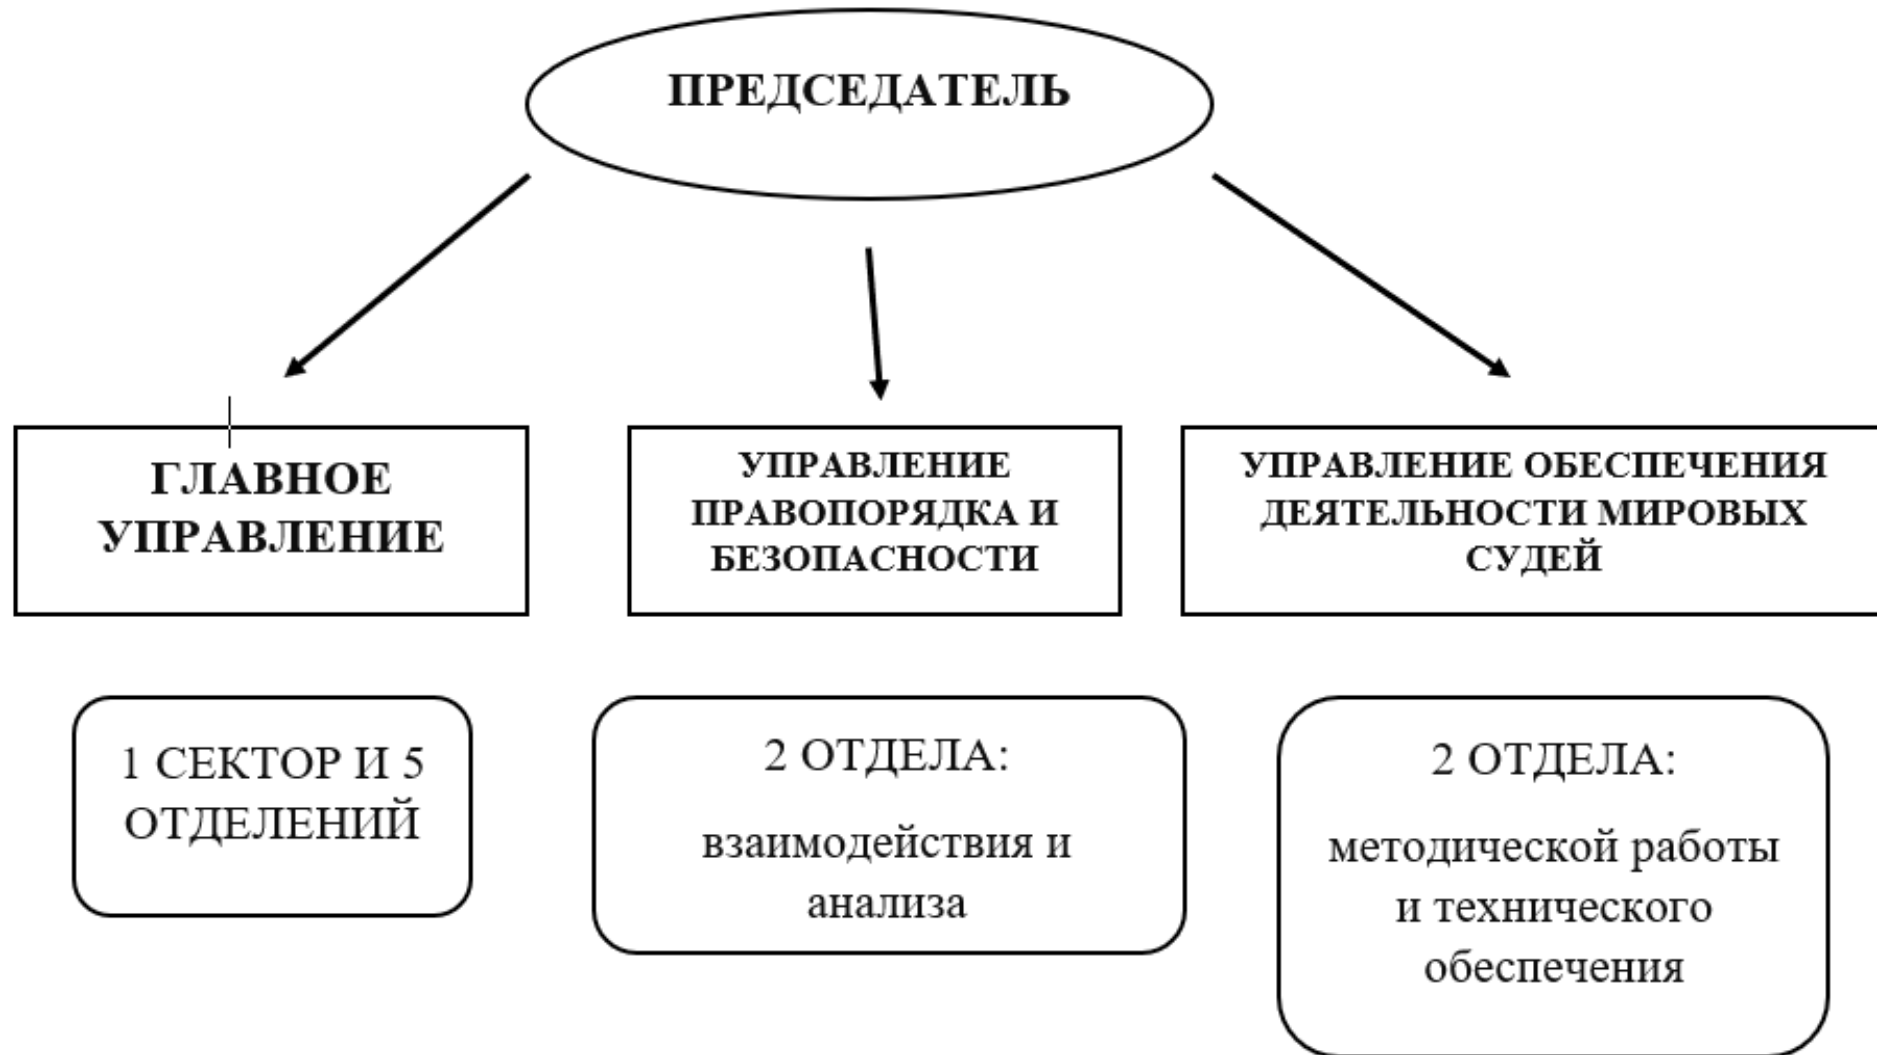 ПРЕДСЕДАТЕЛЬ
ГЛАВНОЕ
УПРАВЛЕНИЕ
УПРАВЛЕНИЕ
ПРАВОПОРЯДКА И
БЕЗОПАСНОСТИ
УПРАВЛЕНИЕ ОБЕСПЕЧЕНИЯ
ДЕЯТЕЛЬНОСТИ МИРОВЫХ
СУДЕЙ
1 СЕКТОР И 5
ОТДЕЛЕНИЙ
2 ОТДЕЛА:
взаимодействия и
анализа
2 ОТДЕЛА:
методической работы
и технического
обеспечения